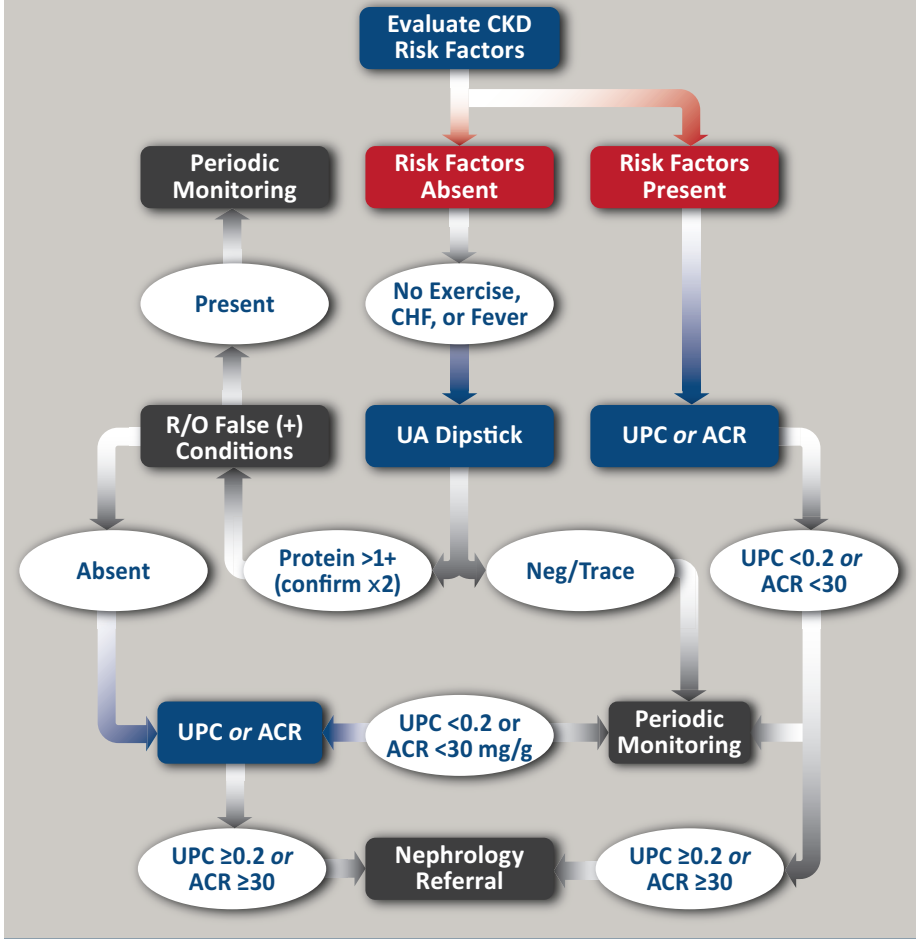 Evaluate CKD
Risk Factors
Periodic
Monitoring
Risk Factors
Absent
Risk Factors
Present
Present
No Exercise,
CHF, or Fever
R/O False (+)
Conditions
UA Dipstick
UPC or ACR
Absent
Protein >1+
(confirm x2)
Neg/Trace
UPC <0.2 or
ACR <30
UPC or ACR
UPC <0.2 or
ACR <30 mg/g
Periodic
Monitoring
UPC ≥0.2 or
ACR ≥30
Nephrology
Referral
UPC ≥0.2 or
ACR ≥30